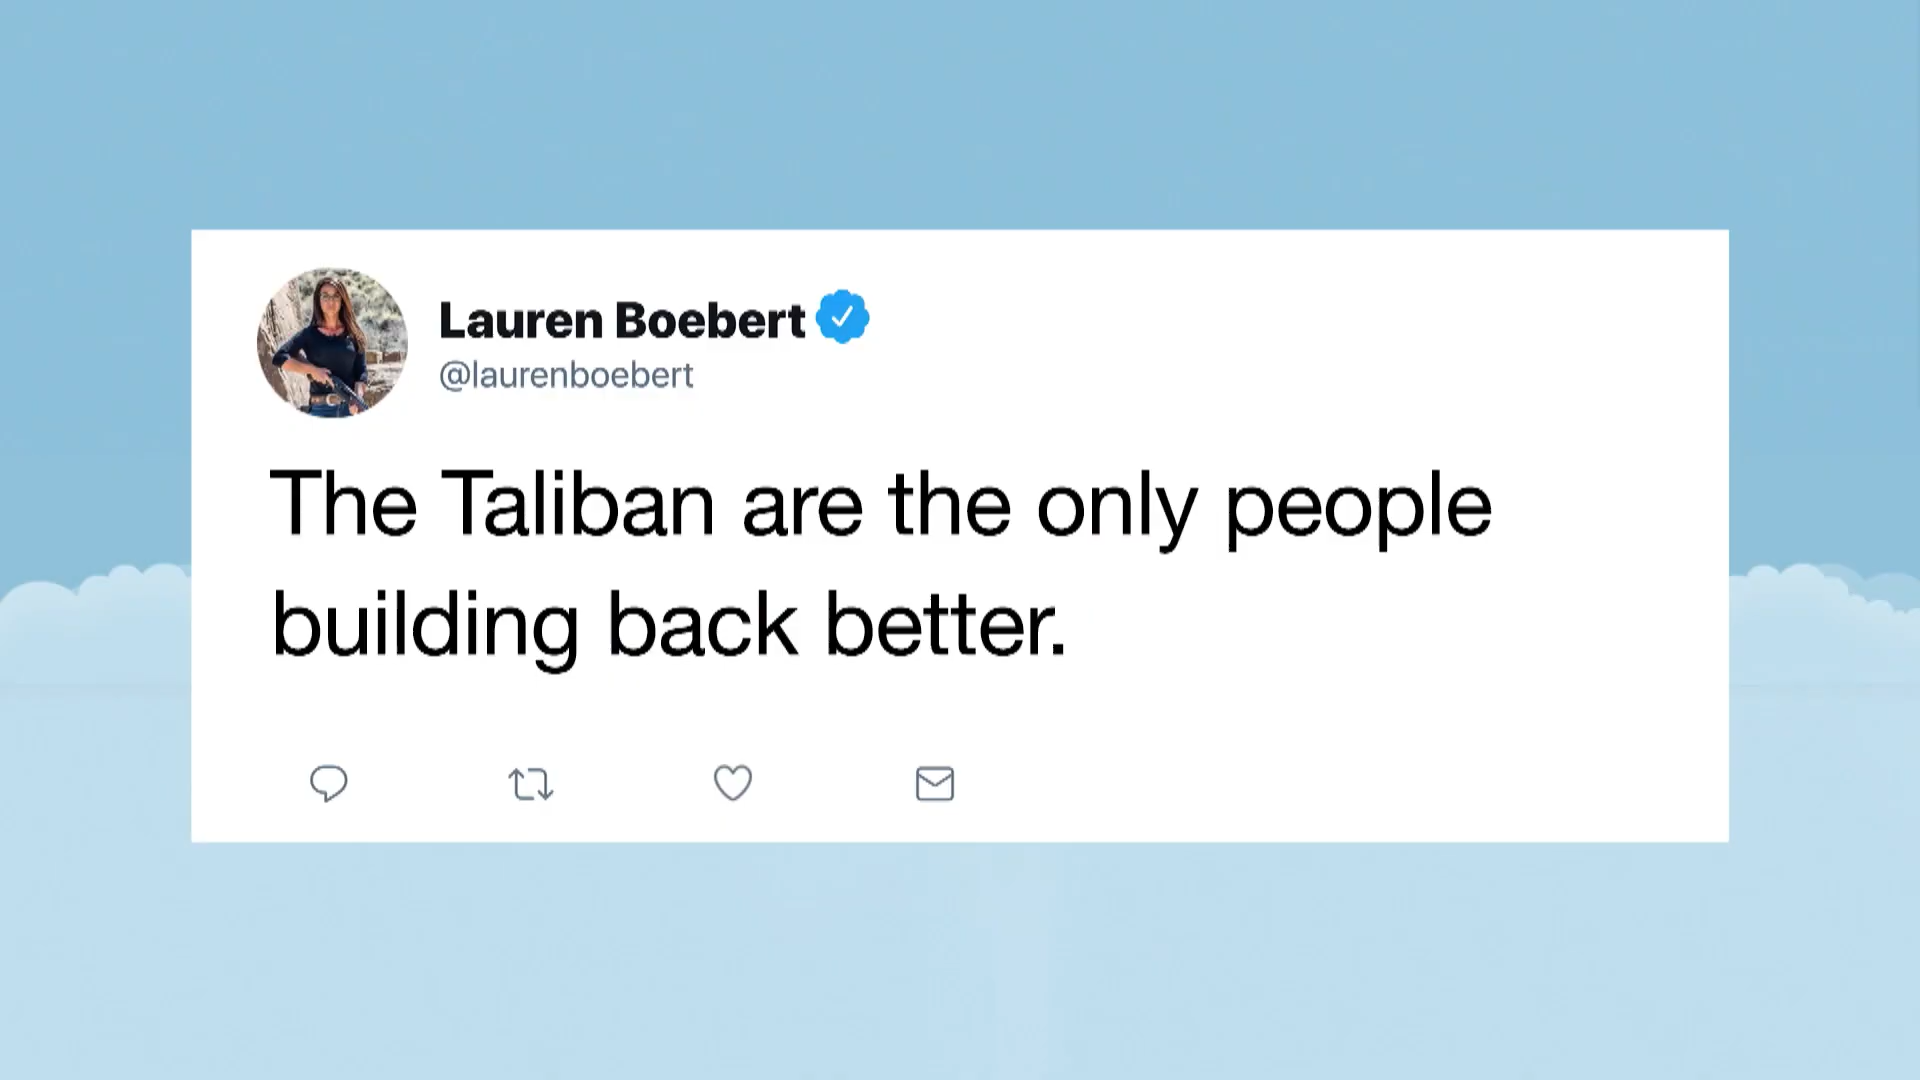 Lauren Boebert
@laurenboebert
The Taliban are the only people
building back better.